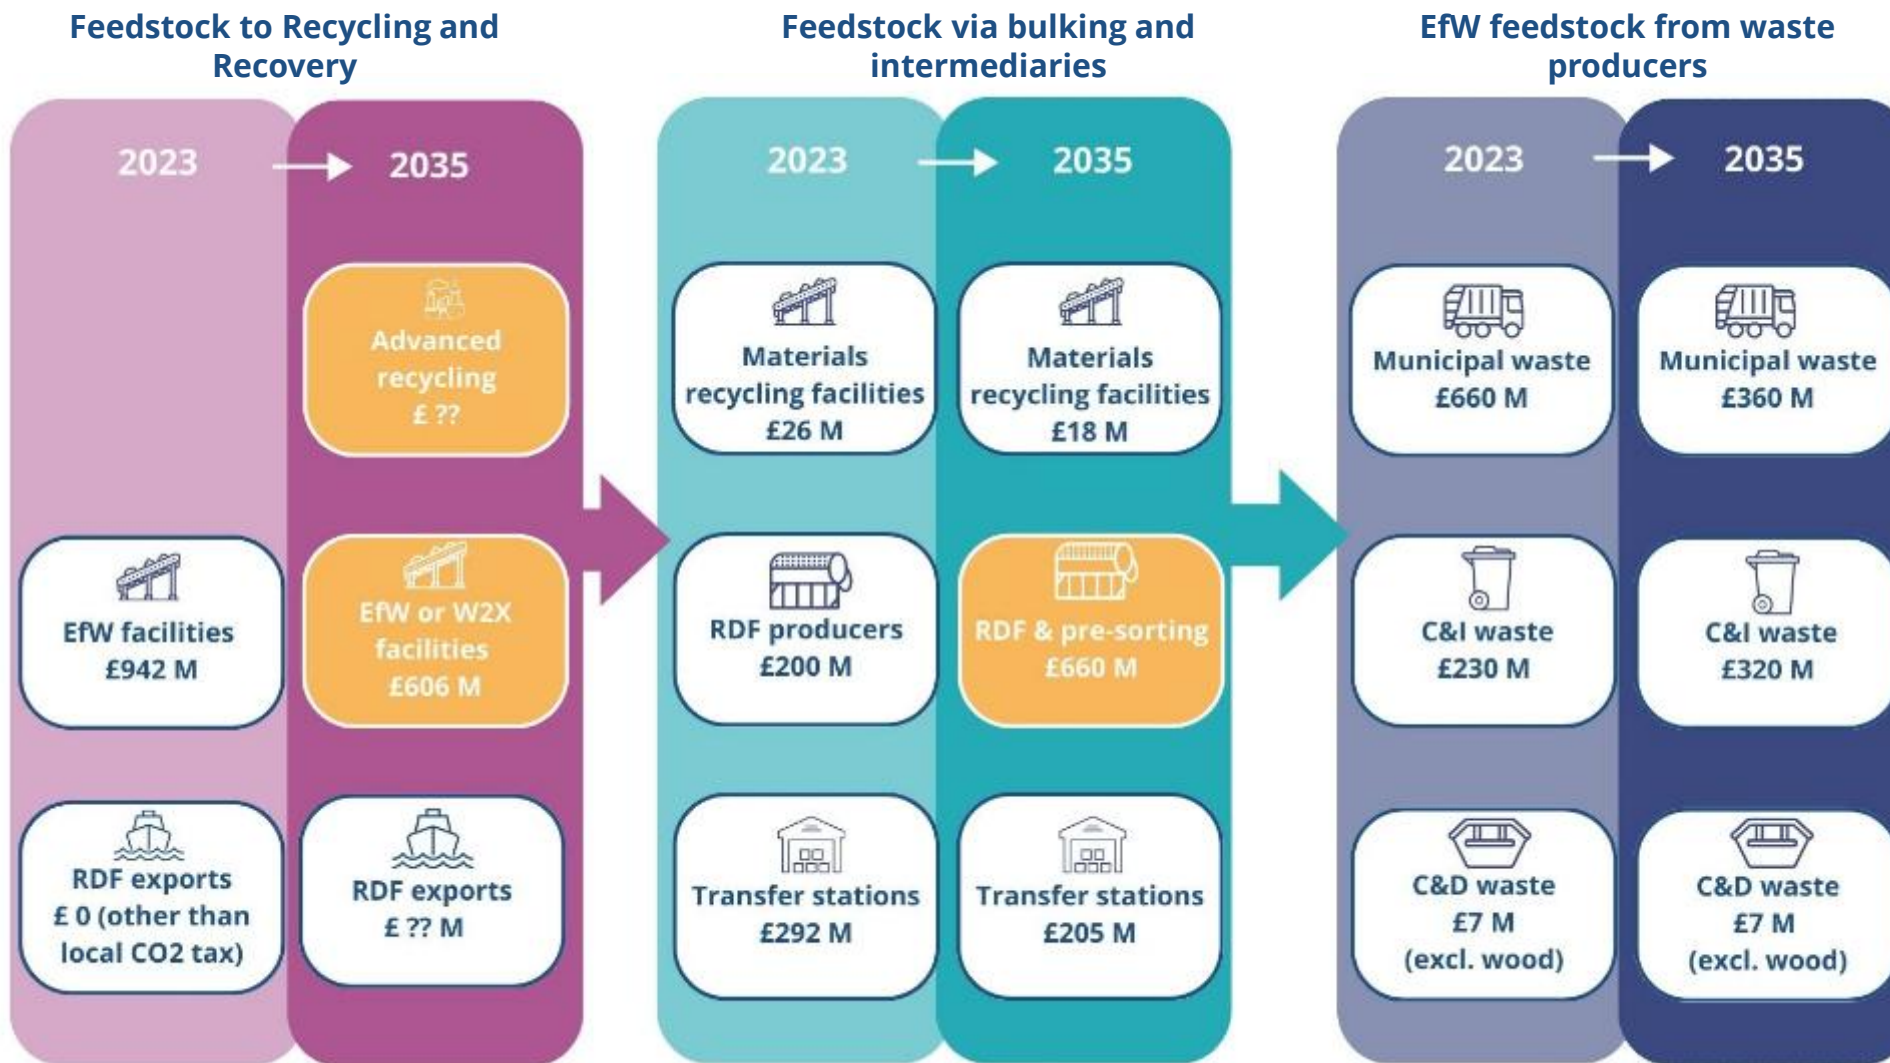 Feedstock to Recycling and
Recovery
2023
2035
Advanced
recycling
£ ??
EfW facilities
£942 M
EfW or W2X
facilities
£606 M
RDF exports
£ 0 (other than
local CO2 tax)
RDF exports
£ ?? M
Feedstock via bulking and
intermediaries
2023
2035
Materials
recycling facilities
£26 M
Materials
recycling facilities
£18 M
RDF producers
£200 M
RDF & pre-sorting
£660 M
Transfer stations
£292 M
Transfer stations
£205 M
EfW feedstock from waste
producers
2023
2035
Municipal waste
£660 M
Municipal waste
£360 M
C&I waste
£230 M
C&I waste
£320 M
C&D waste
£7 M
(excl. wood)
C&D waste
£7 M
(excl. wood)